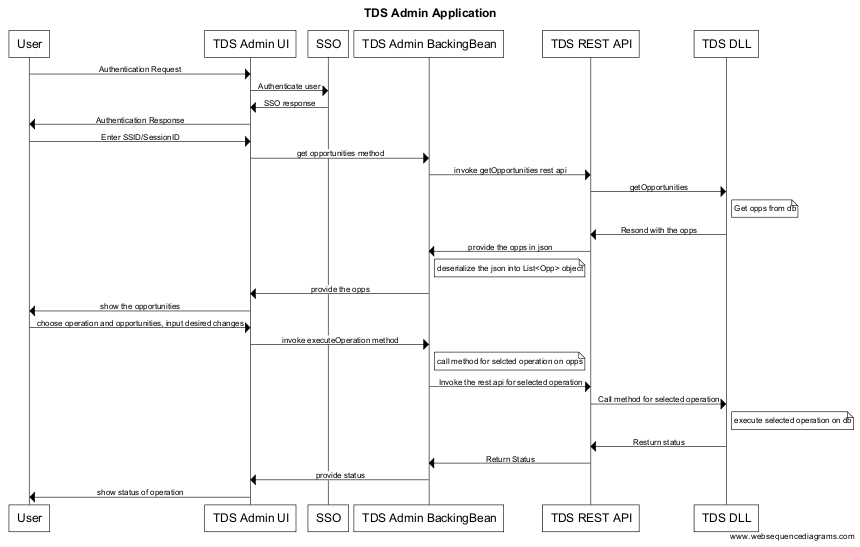 TDS Admin Application
User
TDS Admin UI
SSO
TDS Admin BackingBean
TDS REST API
TDS DLL
Authentication Request
Authenticate user
SSO response
Authentication Response
Enter SSID/SessionID
get opportunities method
invoke getOpportunities rest api
getOpportunities
Get opps from db
Resond with the opps
provide the opps in json
deserialize the json into List<Opp> object
provide the opps
show the opportunities
choose operation and opportunities, input desired changes
invoke executeOperation method
call method for selcted operation on opps
Invoke the rest api for selected operation
Call method for selected operation
execute selected operation on db
Resturn status
Return Status
provide status
show status of operation
User
TDS Admin UI
SSO
TDS Admin BackingBean
TDS REST API
TDS DLL
www.websequencediagrams.com